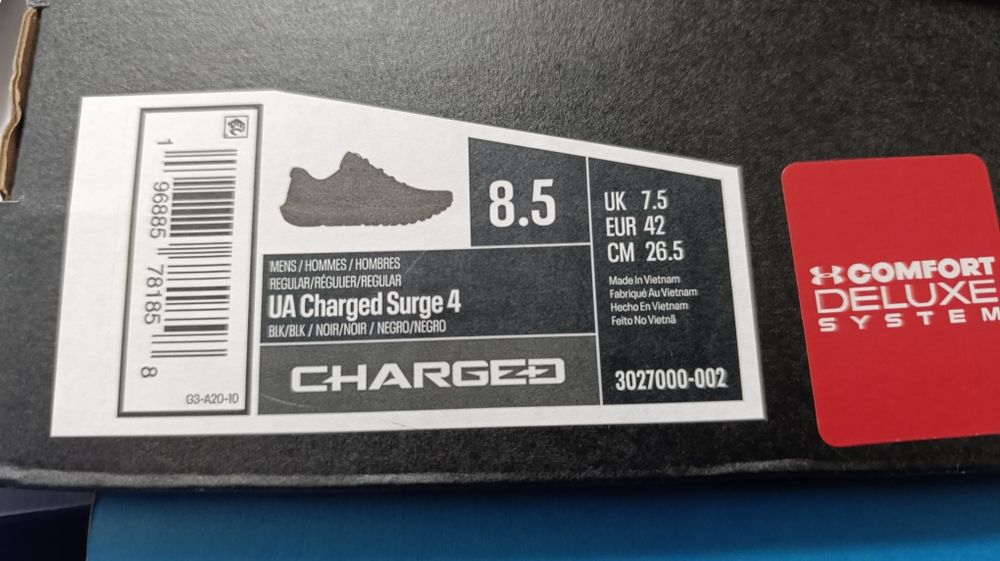 1 96885 78185 8
G3-A20-10
8.5
MENS / HOMMES / HOMBRES
REGULAR/RÉGULIER/REGULAR
UA Charged Surge 4
BLK/BLK / NOIR/NOIR / NEGRO/NEGRO
CHARGED
UK 7.5
EUR 42
CM 26.5
Made In Vietnam
Fabriqué Au Vietnam
Hecho En Vietnam
Feito No Vietnã
3027000-002
COMFORT
DELUXE
SYSTEM